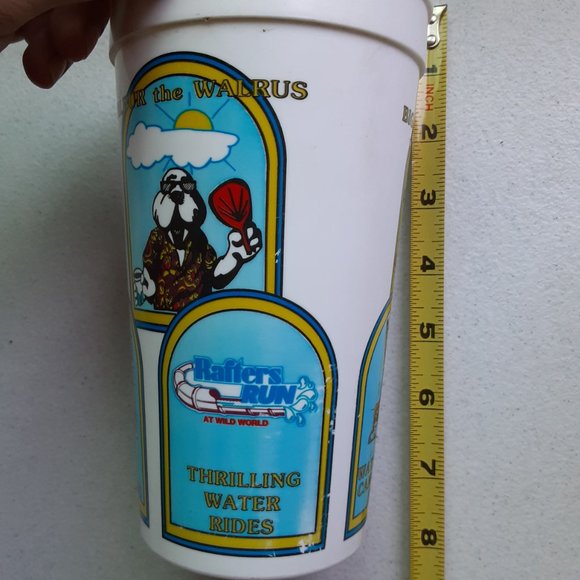 the WALRUS
Rafters
RUN
AT WILD WORLD
THRILLING
WATER
RIDES
1
INCH
2
3
4
5
6
7
8